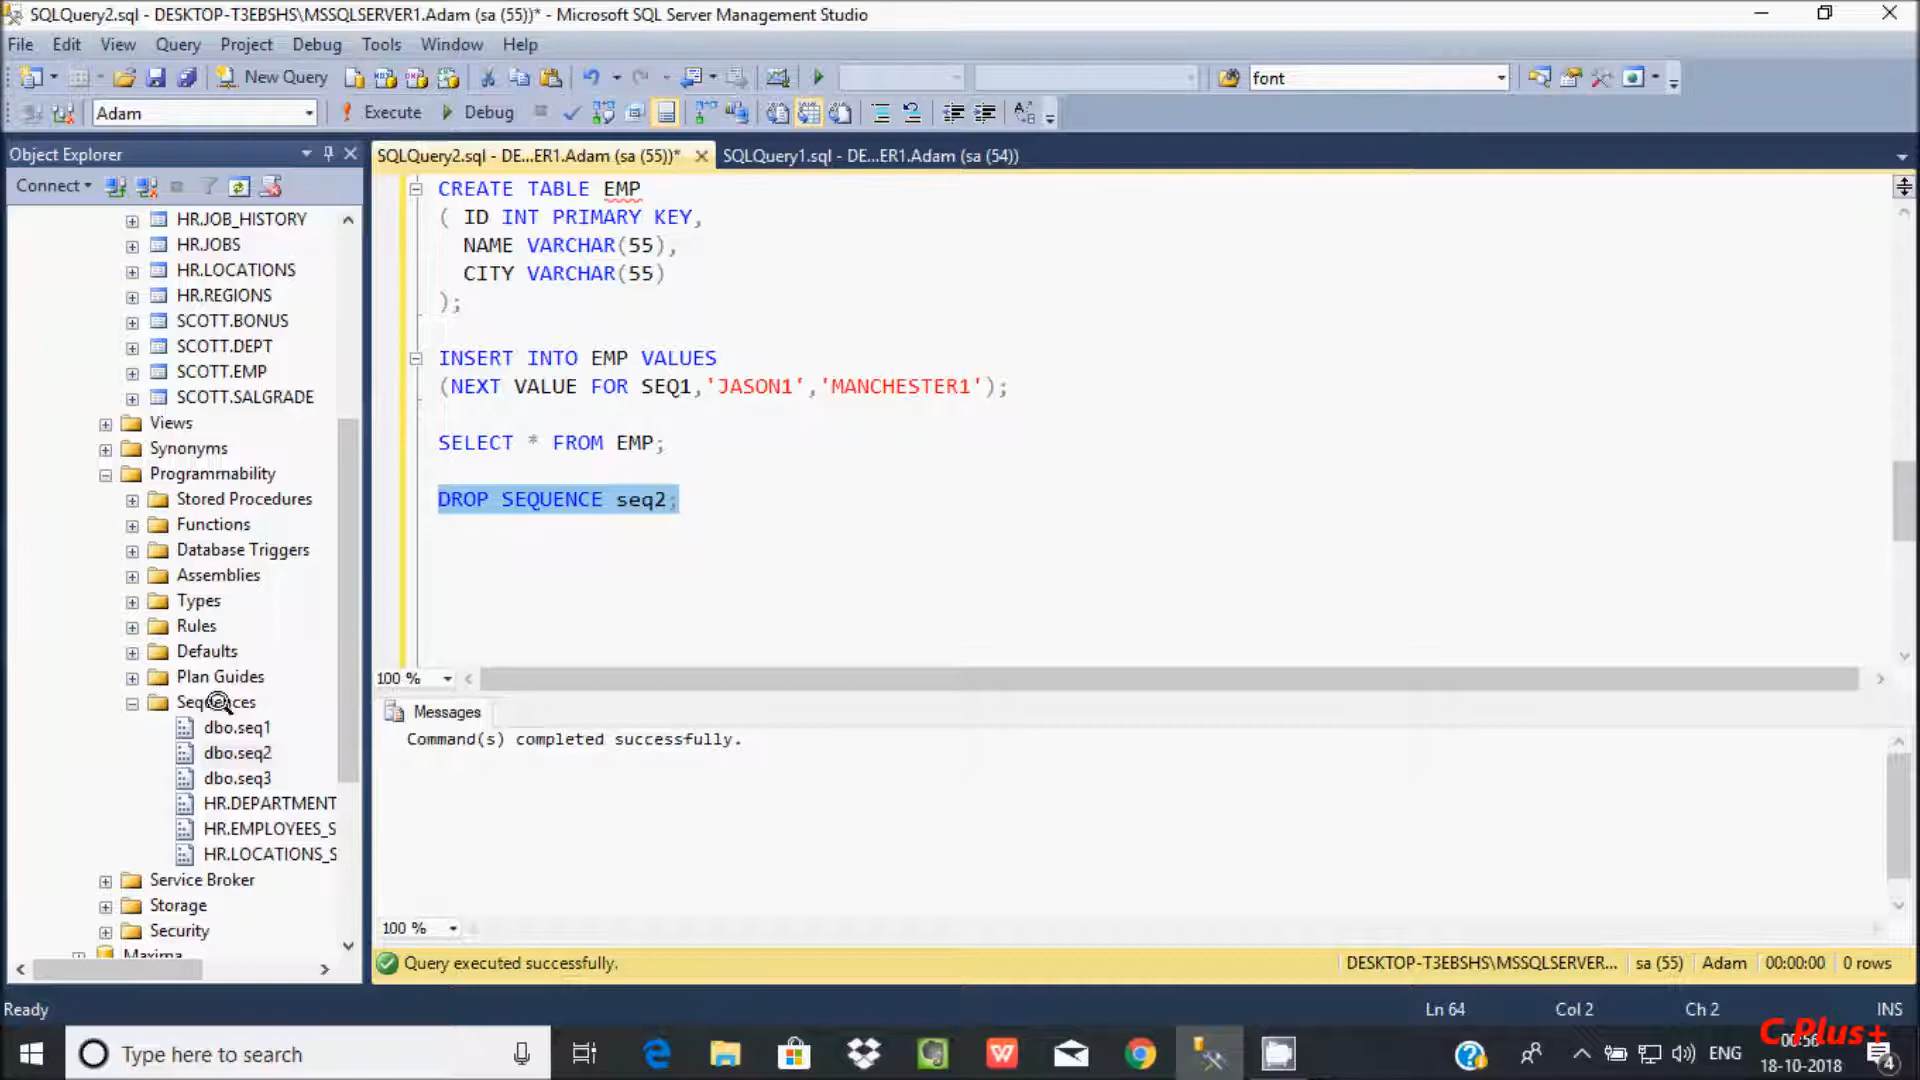 SQLQuery2.sql - DESKTOP-T3EBSHS\MSSQLSERVER1.Adam (sa (55))* - Microsoft SQL Server Management Studio
File Edit View Query Project Debug Tools Window Help
New Query font
Adam Execute Debug
Object Explorer
SQLQuery2.sql - DE...ER1.Adam (sa (55))* SQLQuery1.sql - DE...ER1.Adam (sa (54))
Connect
HR.JOB_HISTORY
HR.JOBS
HR.LOCATIONS
HR.REGIONS
SCOTT.BONUS
SCOTT.DEPT
SCOTT.EMP
SCOTT.SALGRADE
Views
Synonyms
Programmability
Stored Procedures
Functions
Database Triggers
Assemblies
Types
Rules
Defaults
Plan Guides
Sequences
dbo.seq1
dbo.seq2
dbo.seq3
HR.DEPARTMENT
HR.EMPLOYEES_S
HR.LOCATIONS_S
Service Broker
Storage
Security
Maxima
CREATE TABLE EMP
( ID INT PRIMARY KEY,
NAME VARCHAR(55),
CITY VARCHAR(55)
);
INSERT INTO EMP VALUES
(NEXT VALUE FOR SEQ1,'JASON1','MANCHESTER1');
SELECT * FROM EMP;
DROP SEQUENCE seq2;
100 %
Messages
Command(s) completed successfully.
100 %
Query executed successfully. DESKTOP-T3EBSHS\MSSQLSERVER... sa (55) Adam 00:00:00 0 rows
Ready Ln 64 Col 2 Ch 2 INS
C Plus+
Type here to search ENG 00:56
18-10-2018 4